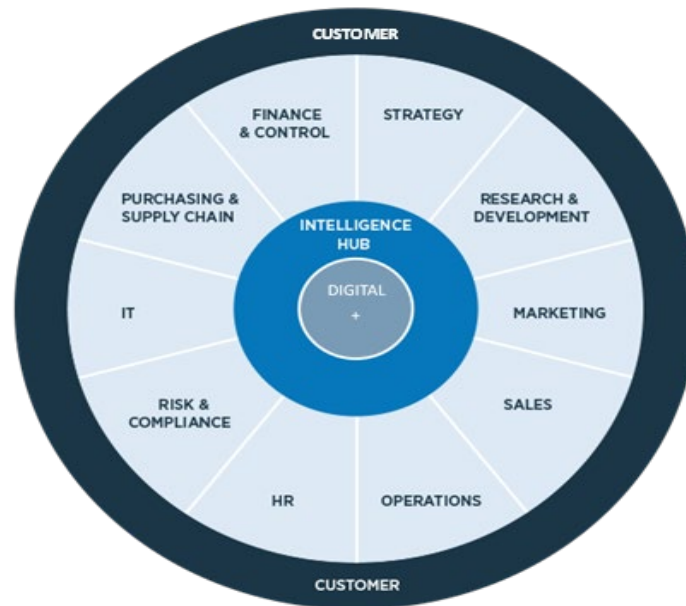 CUSTOMER
FINANCE
& CONTROL
STRATEGY
PURCHASING &
SUPPLY CHAIN
RESEARCH &
DEVELOPMENT
INTELLIGENCE
HUB
DIGITAL
+
IT
MARKETING
RISK &
COMPLIANCE
SALES
HR
OPERATIONS
CUSTOMER